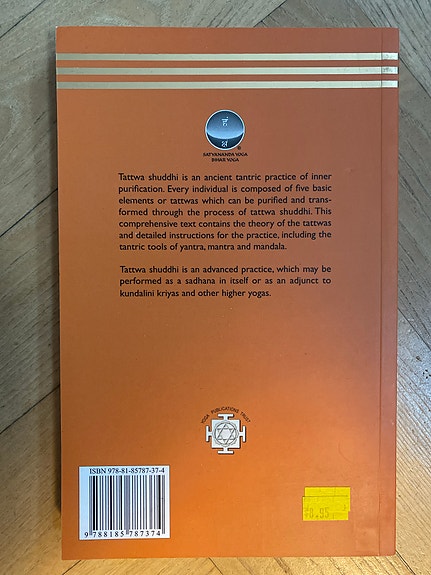 SATYANANDA YOGA
BIHAR YOGA
®
Tattwa shuddhi is an ancient tantric practice of inner
purification. Every individual is composed of five basic
elements or tattwas which can be purified and trans-
formed through the process of tattwa shuddhi. This
comprehensive text contains the theory of the tattwas
and detailed instructions for the practice, including the
tantric tools of yantra, mantra and mandala.
Tattwa shuddhi is an advanced practice, which may be
performed as a sadhana in itself or as an adjunct to
kundalini kriyas and other higher yogas.
YOGA PUBLICATIONS TRUST
ISBN 978-81-85787-37-4
9 788185 787374
8.95